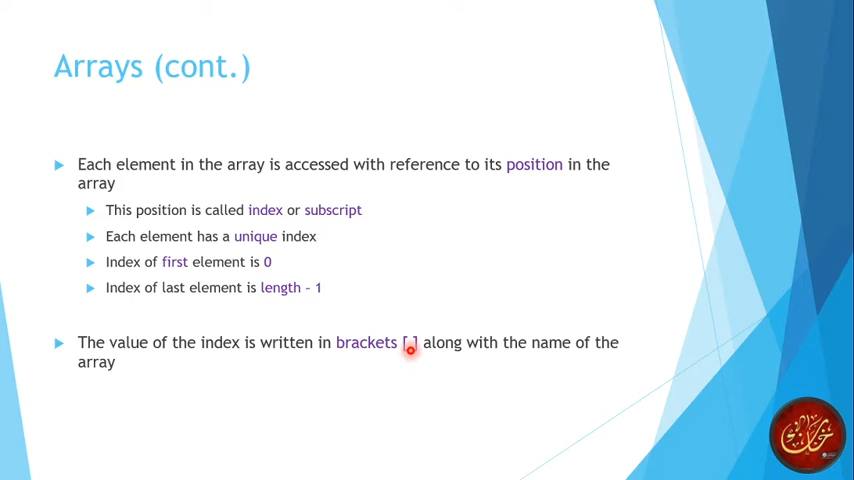 Arrays (cont.)
Each element in the array is accessed with reference to its position in the
array
This position is called index or subscript
Each element has a unique index
Index of first element is 0
Index of last element is length – 1
The value of the index is written in brackets [ ] along with the name of the
array